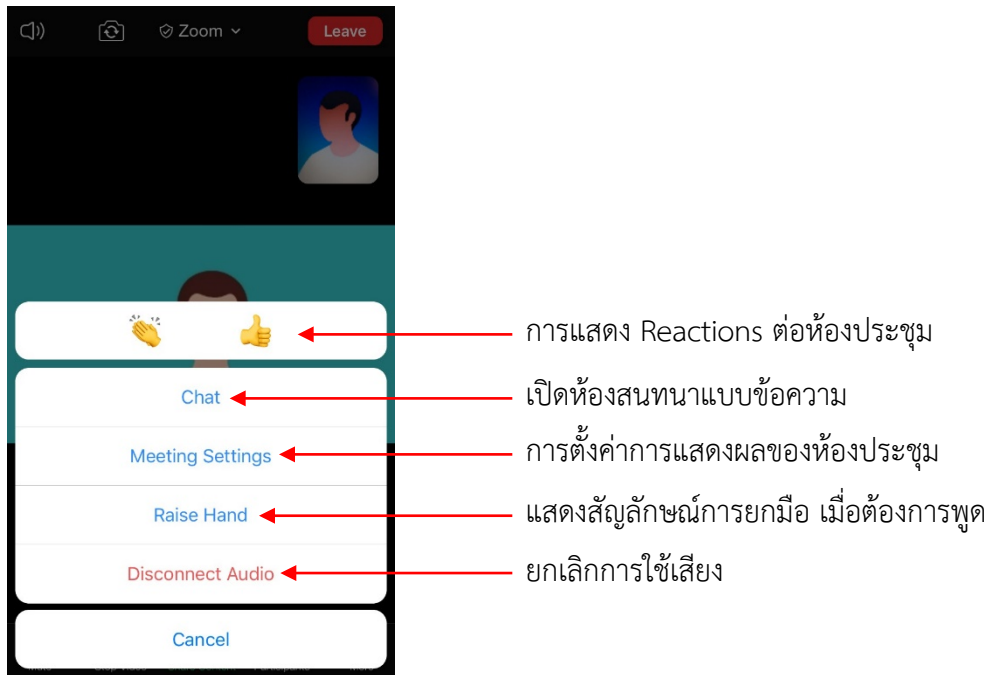 Zoom
Leave
การแสดง Reactions ต่อห้องประชุม
Chat
เปิดห้องสนทนาแบบข้อความ
Meeting Settings
การตั้งค่าการแสดงผลของห้องประชุม
Raise Hand
แสดงสัญลักษณ์การยกมือ เมื่อต้องการพูด
Disconnect Audio
ยกเลิกการใช้เสียง
Cancel